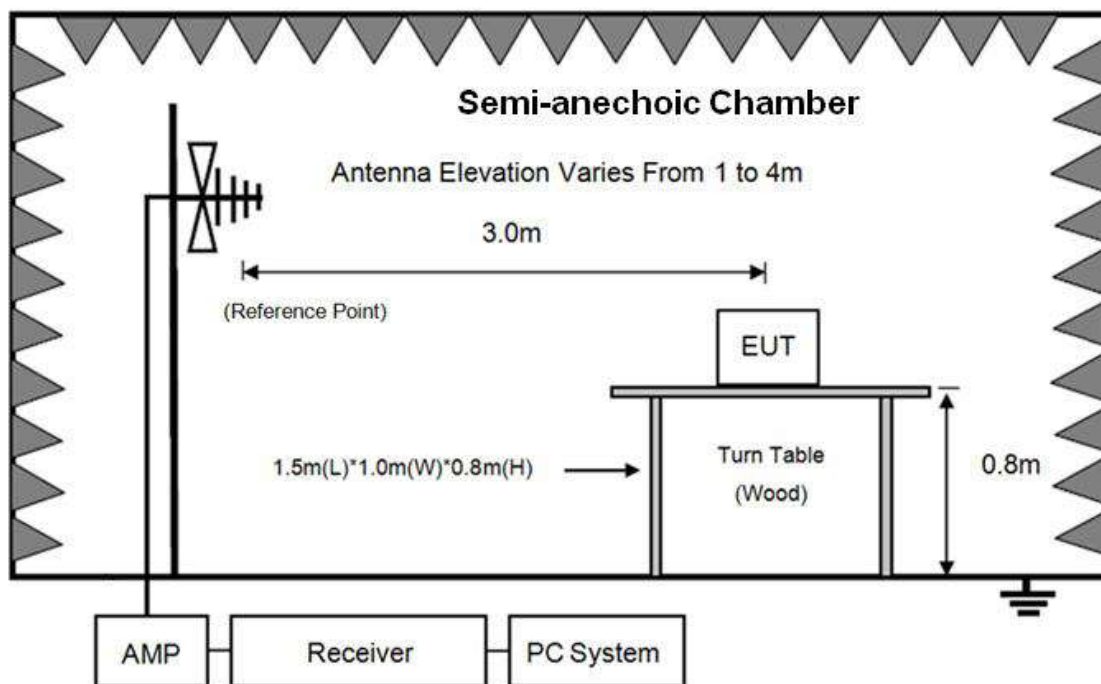 Semi-anechoic Chamber
Antenna Elevation Varies From 1 to 4m
3.0m
(Reference Point)
EUT
1.5m(L)*1.0m(W)*0.8m(H)
Turn Table
(Wood)
0.8m
AMP
Receiver
PC System